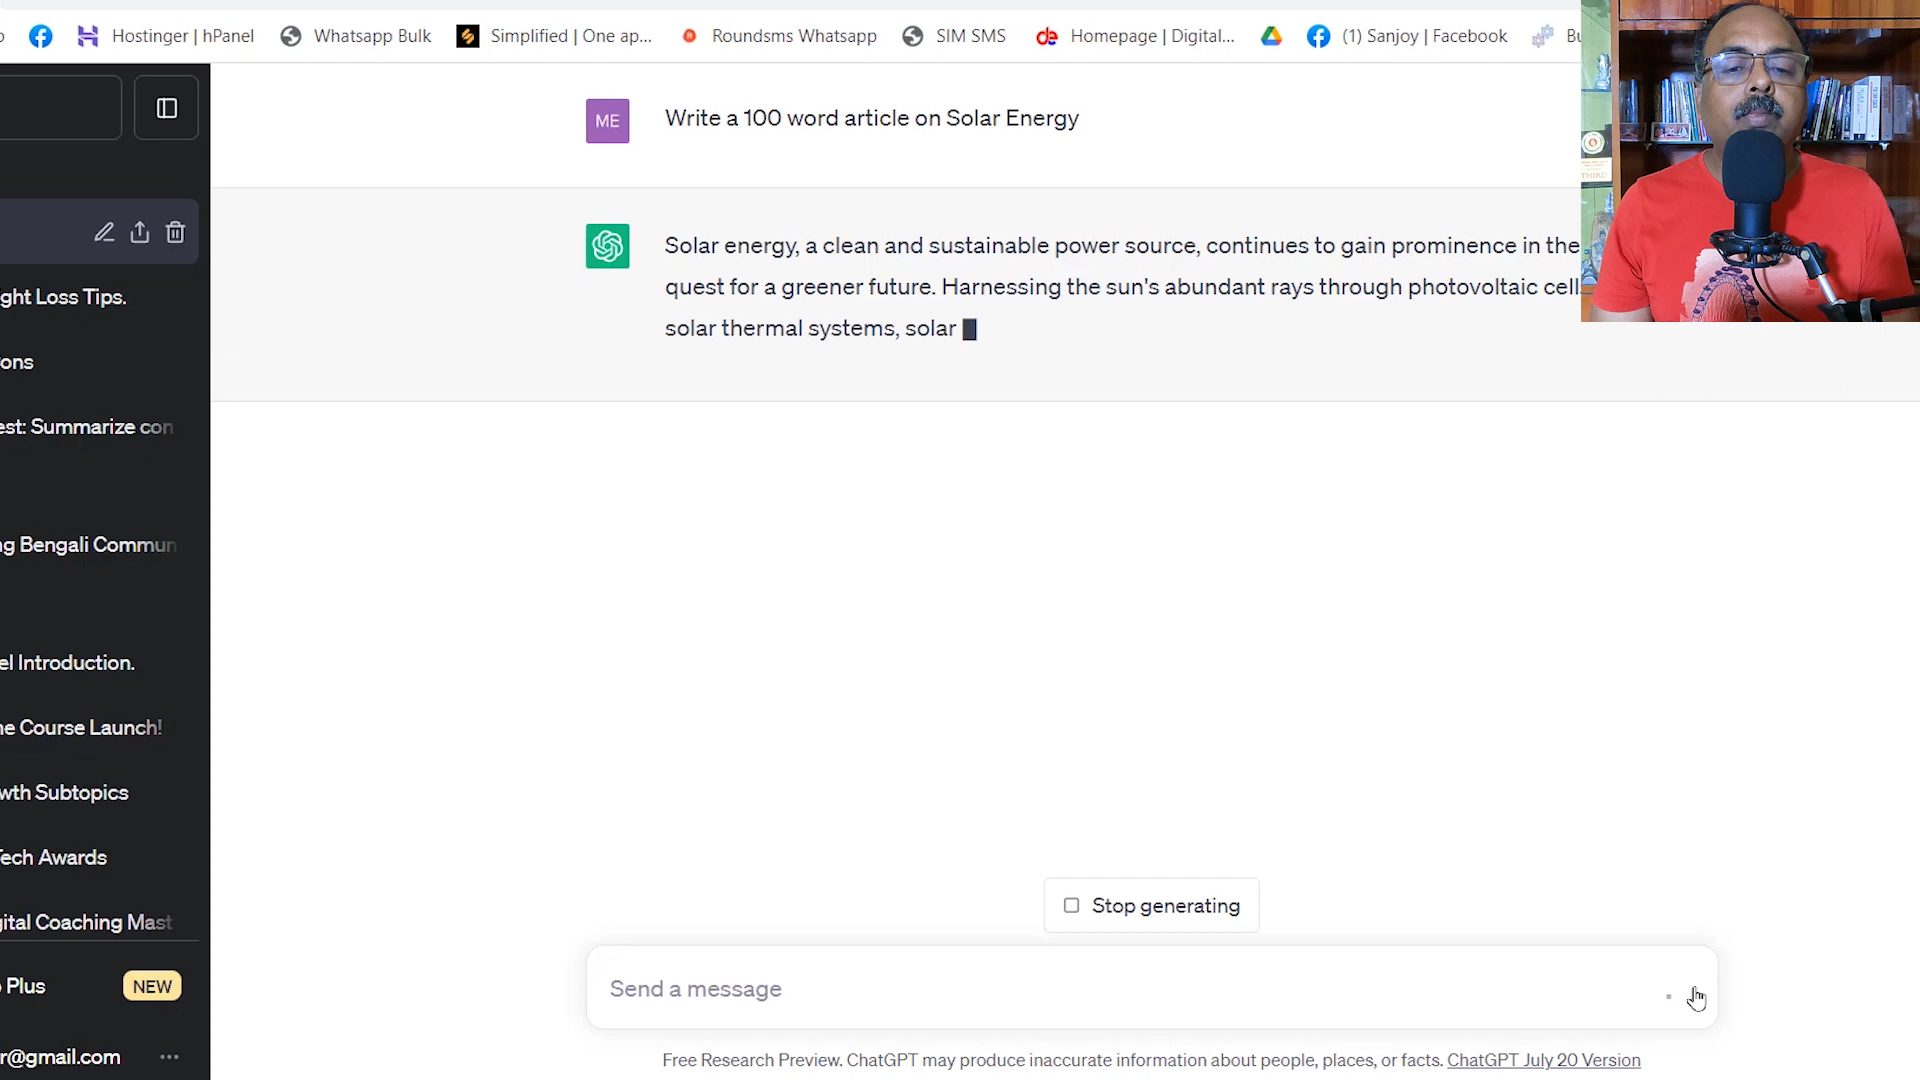 Hostinger | hPanel
Whatsapp Bulk
Simplified | One ap...
Roundsms Whatsapp
SIM SMS
Homepage | Digital...
(1) Sanjoy | Facebook
ME
Write a 100 word article on Solar Energy
Solar energy, a clean and sustainable power source, continues to gain prominence in the
quest for a greener future. Harnessing the sun's abundant rays through photovoltaic cell
solar thermal systems, solar
ght Loss Tips.
ons
est: Summarize con
ng Bengali Commun
el Introduction.
ne Course Launch!
wth Subtopics
Tech Awards
gital Coaching Mast
Plus
NEW
r@gmail.com
Stop generating
Send a message
Free Research Preview. ChatGPT may produce inaccurate information about people, places, or facts. ChatGPT July 20 Version
THIRD